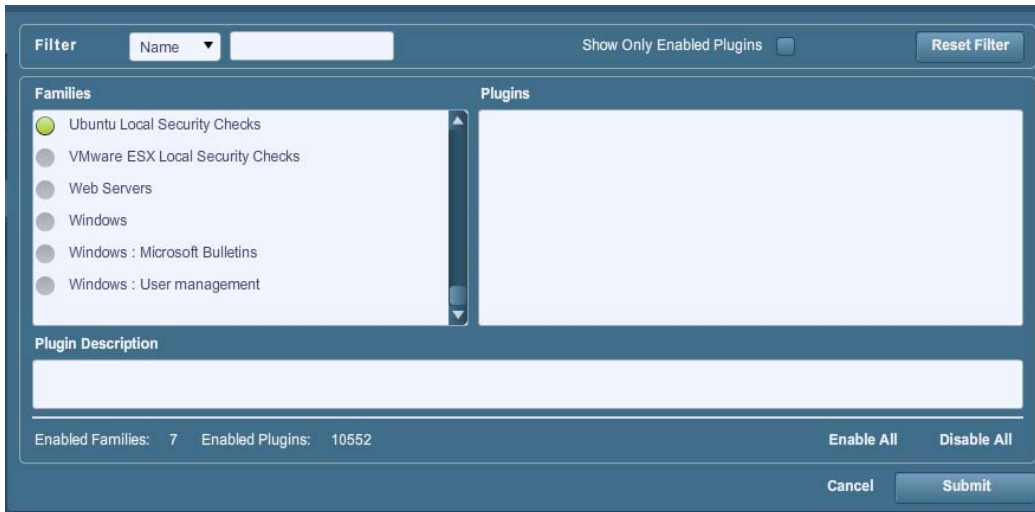 Filter Name Show Only Enabled Plugins Reset Filter
Families Plugins
Ubuntu Local Security Checks
VMware ESX Local Security Checks
Web Servers
Windows
Windows : Microsoft Bulletins
Windows : User management
Plugin Description
Enabled Families: 7 Enabled Plugins: 10552 Enable All Disable All
Cancel Submit